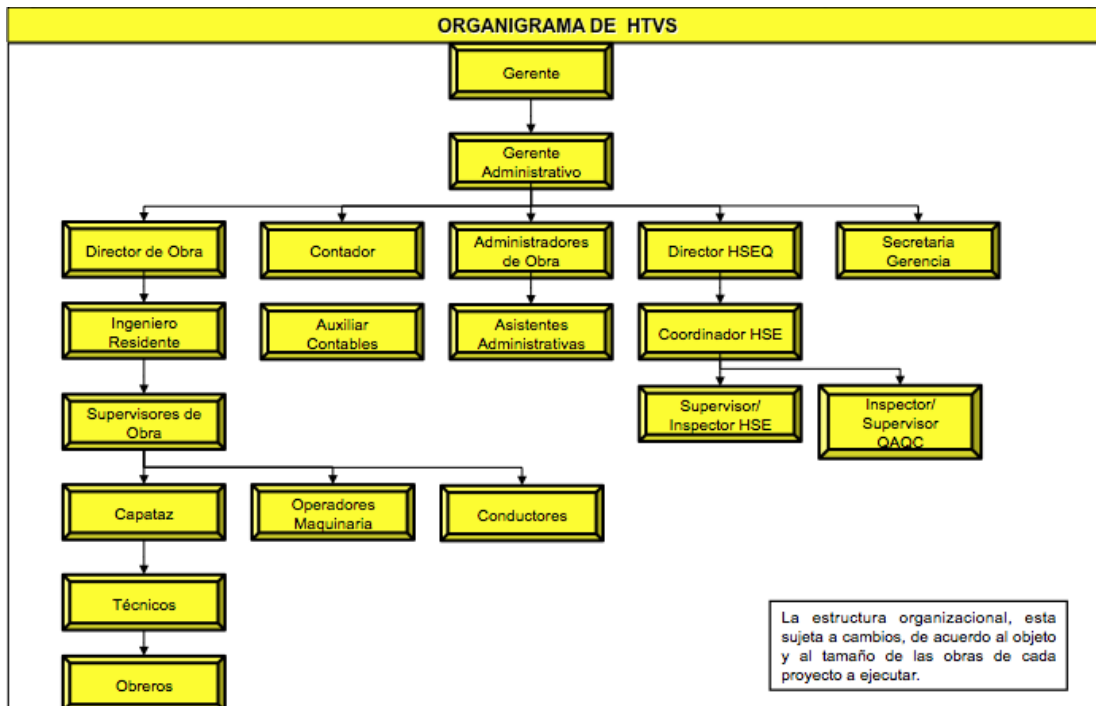 ORGANIGRAMA DE HTVS
Gerente
Gerente
Administrativo
Director de Obra
Contador
Administradores
de Obra
Director HSEQ
Secretaria
Gerencia
Ingeniero
Residente
Auxiliar
Contables
Asistentes
Administrativas
Coordinador HSE
Supervisores de
Obra
Supervisor/
Inspector HSE
Inspector/
Supervisor
QAQC
Capataz
Operadores
Maquinaria
Conductores
Técnicos
Obreros
La estructura organizacional, esta
sujeta a cambios, de acuerdo al objeto
y al tamaño de las obras de cada
proyecto a ejecutar.